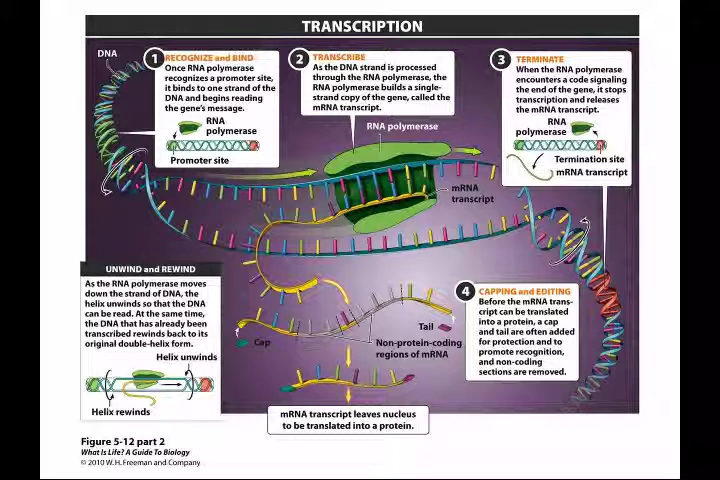 TRANSCRIPTION
DNA
1
RECOGNIZE and BIND
Once RNA polymerase
recognizes a promoter site,
it binds to one strand of the
DNA and begins reading
the gene's message.
RNA
polymerase
Promoter site
2
TRANSCRIBE
As the DNA strand is processed
through the RNA polymerase, the
RNA polymerase builds a single-
strand copy of the gene, called the
mRNA transcript.
RNA polymerase
3
TERMINATE
When the RNA polymerase
encounters a code signaling
the end of the gene, it stops
transcription and releases
the mRNA transcript.
RNA
polymerase
Termination site
mRNA transcript
mRNA
transcript
UNWIND and REWIND
As the RNA polymerase moves
down the strand of DNA, the
helix unwinds so that the DNA
can be read. At the same time,
the DNA that has already been
transcribed rewinds back to its
original double-helix form.
Helix unwinds
Helix rewinds
Cap
Tail
Non-protein-coding
regions of mRNA
4
CAPPING and EDITING
Before the mRNA trans-
cript can be translated
into a protein, a cap
and tail are often added
for protection and to
promote recognition,
and non-coding
sections are removed.
mRNA transcript leaves nucleus
to be translated into a protein.
Figure 5-12 part 2
What Is Life? A Guide To Biology
© 2010 W. H. Freeman and Company